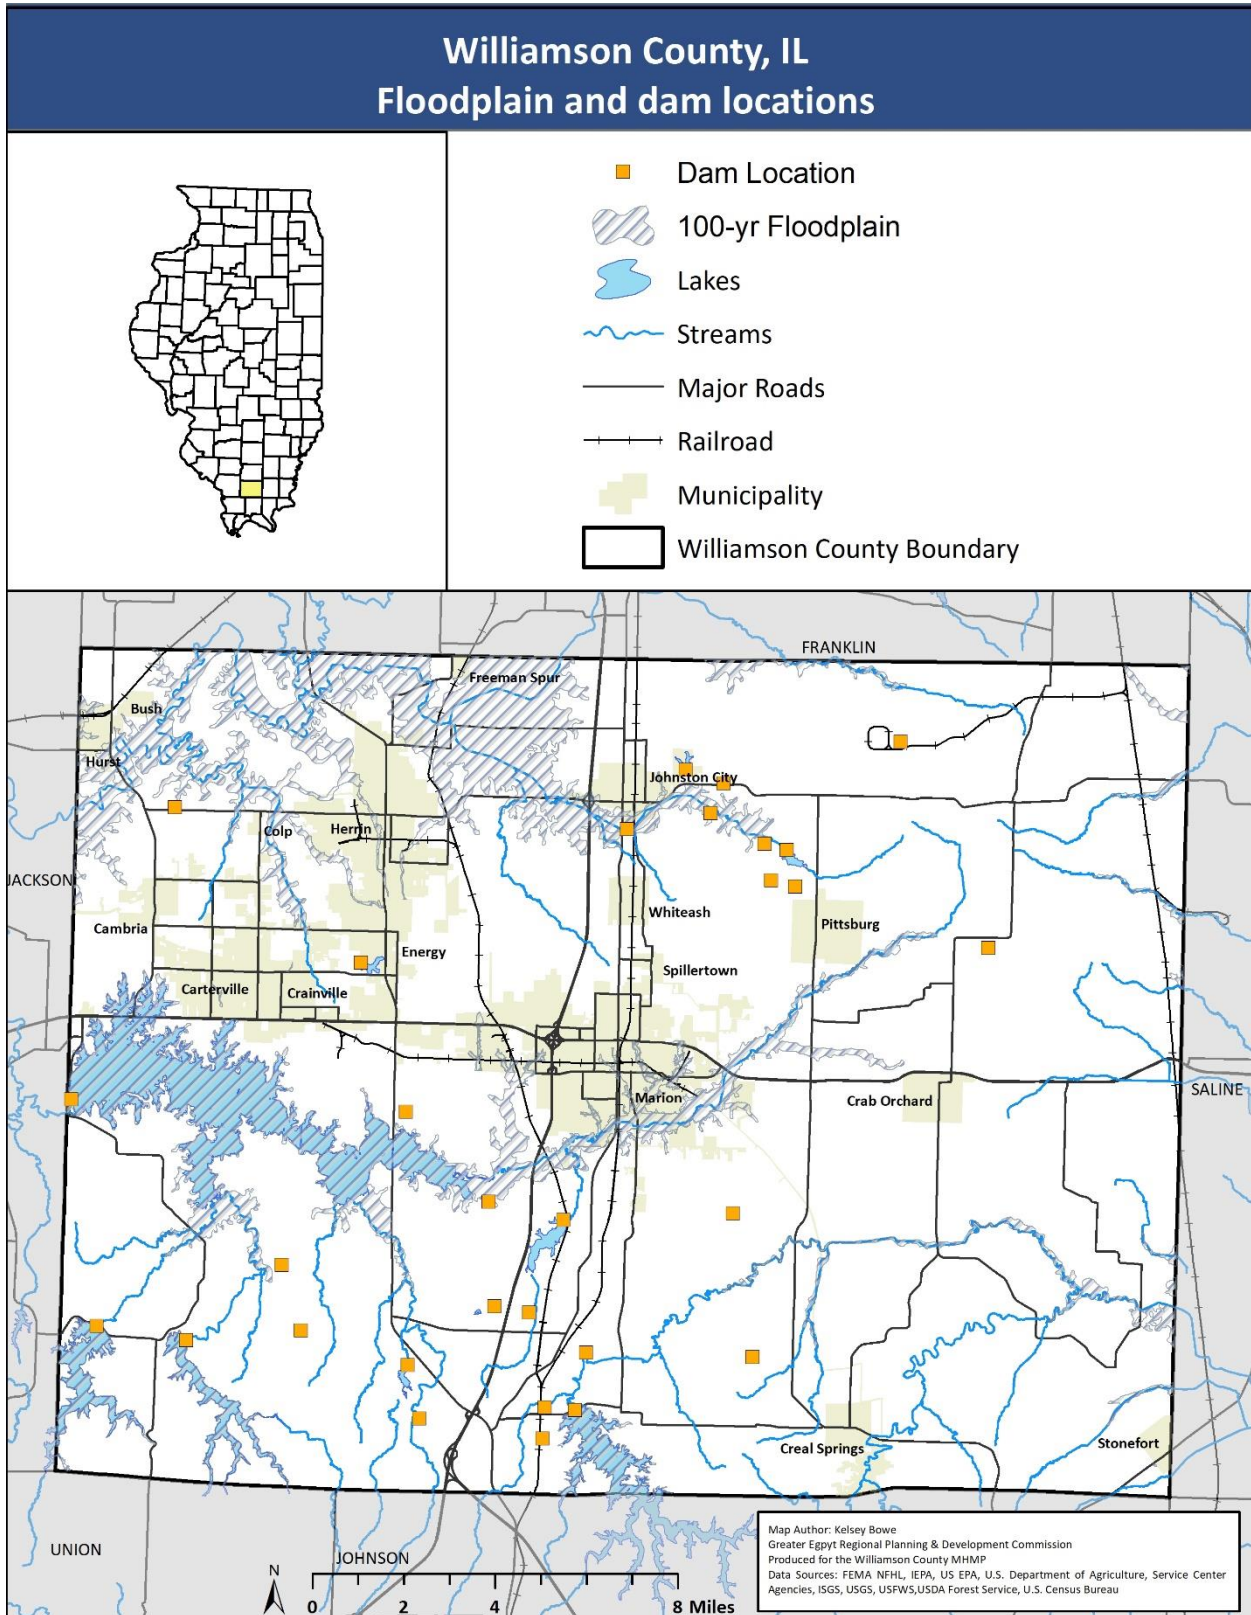 Williamson County, IL
Floodplain and dam locations
Dam Location
100-yr Floodplain
Lakes
Streams
Major Roads
Railroad
Municipality
Williamson County Boundary
FRANKLIN
Freeman Spur
Bush
Hurst
Johnston City
Colp
Herrin
JACKSON
Whiteash
Pittsburg
Cambria
Energy
Spillertown
Carterville
Crainville
Marion
Crab Orchard
SALINE
Creal Springs
Stonefort
UNION
JOHNSON
N
0 2 4 8 Miles
Map Author: Kelsey Bowe
Greater Egpyt Regional Planning & Development Commission
Produced for the Williamson County MHMP
Data Sources: FEMA NFHL, IEPA, US EPA, U.S. Department of Agriculture, Service Center
Agencies, ISGS, USGS, USFWS,USDA Forest Service, U.S. Census Bureau